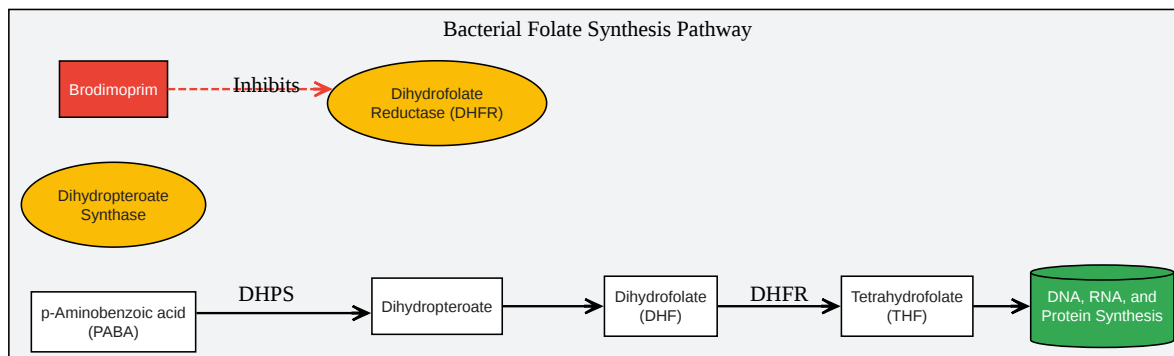 Bacterial Folate Synthesis Pathway
Brodimoprim
Inhibits
Dihydrofolate
Reductase (DHFR)
Dihydropteroate
Synthase
p-Aminobenzoic acid
(PABA)
DHPS
Dihydropteroate
Dihydrofolate
(DHF)
DHFR
Tetrahydrofolate
(THF)
DNA, RNA, and
Protein Synthesis